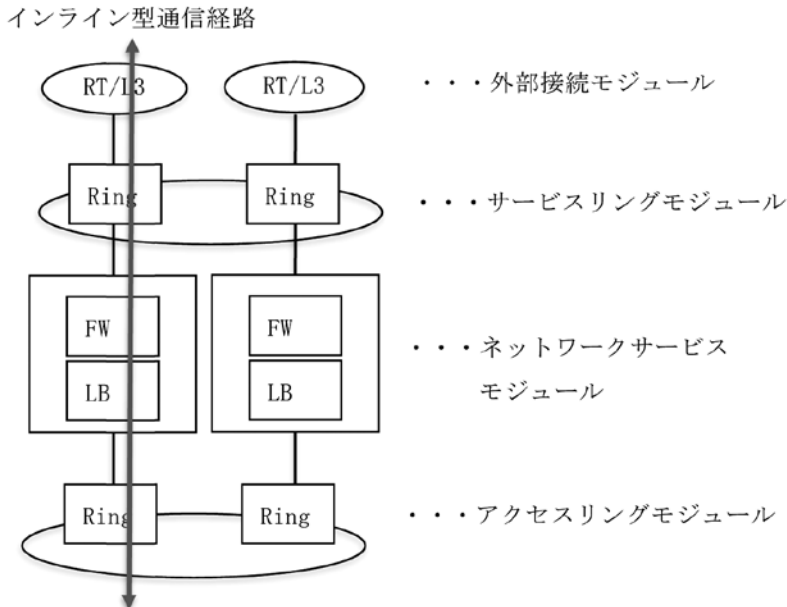 インライン型通信経路
RT/L3 RT/L3 ・・・外部接続モジュール
Ring Ring ・・・サービスリングモジュール
FW FW
・・・ネットワークサービス
LB LB モジュール
Ring Ring ・・・アクセスリングモジュール